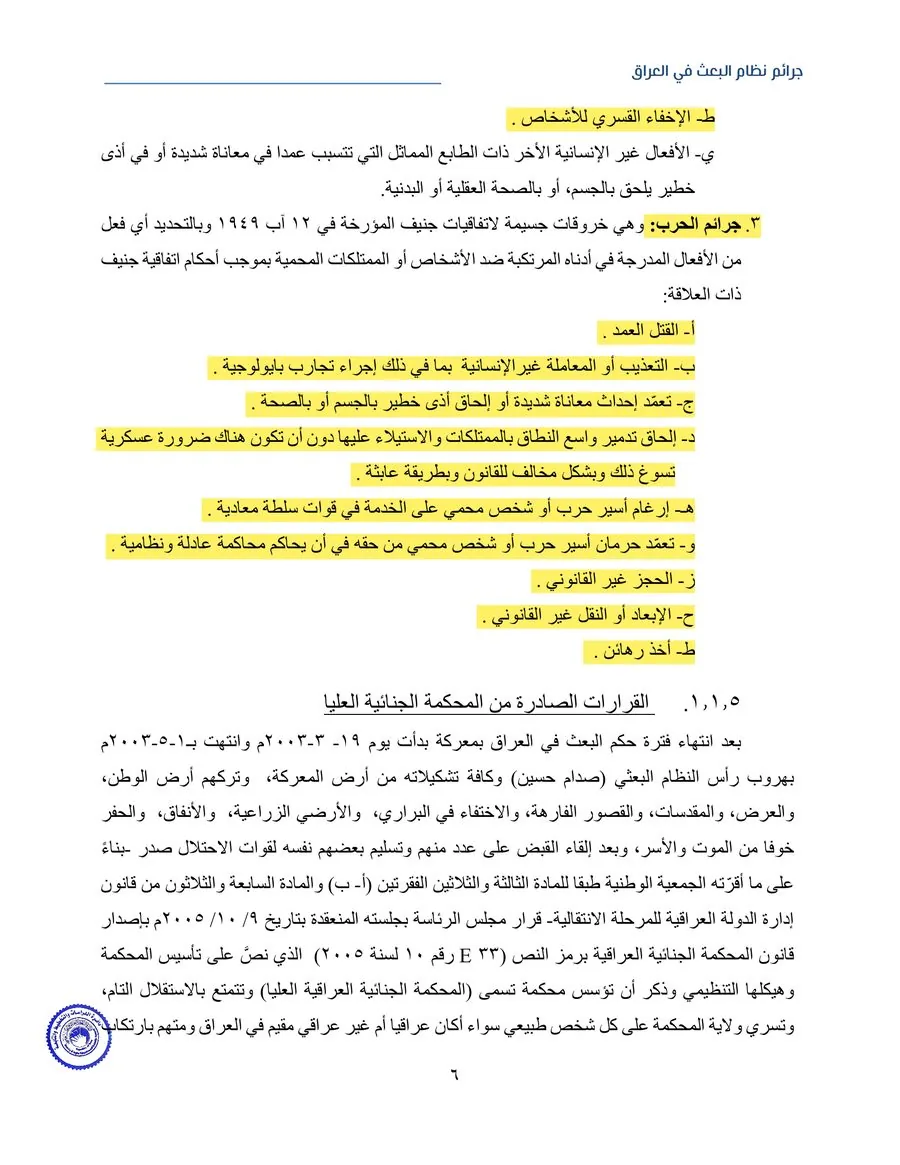 جرائم نظام البعث في العراق
ط- الإخفاء القسري للأشخاص .
ي- الأفعال غير الإنسانية الأخر ذات الطابع المماثل التي تتسبب عمدا في معاناة شديدة أو في أذى
خطير يلحق بالجسم، أو بالصحة العقلية أو البدنية.
٣. جرائم الحرب: وهي خروقات جسيمة لاتفاقيات جنيف المؤرخة في ١٢ آب ١٩٤٩ وبالتحديد أي فعل
من الأفعال المدرجة في أدناه المرتكبة ضد الأشخاص أو الممتلكات المحمية بموجب أحكام اتفاقية جنيف
ذات العلاقة:
أ- القتل العمد .
ب- التعذيب أو المعاملة غيرالإنسانية بما في ذلك إجراء تجارب بايولوجية .
ج- تعمّد إحداث معاناة شديدة أو إلحاق أذى خطير بالجسم أو بالصحة .
د- إلحاق تدمير واسع النطاق بالممتلكات والاستيلاء عليها دون أن تكون هناك ضرورة عسكرية
تسوغ ذلك وبشكل مخالف للقانون وبطريقة عابثة .
هـ- إرغام أسير حرب أو شخص محمي على الخدمة في قوات سلطة معادية .
و- تعمّد حرمان أسير حرب أو شخص محمي من حقه في أن يحاكم محاكمة عادلة ونظامية .
ز- الحجز غير القانوني .
ح- الإبعاد أو النقل غير القانوني .
ط- أخذ رهائن .
١,١,٥. القرارات الصادرة من المحكمة الجنائية العليا
بعد انتهاء فترة حكم البعث في العراق بمعركة بدأت يوم ١٩- ٣-٢٠٠٣م وانتهت بـ١-٥-٢٠٠٣م
بهروب رأس النظام البعثي (صدام حسين) وكافة تشكيلاته من أرض المعركة، وتركهم أرض الوطن،
والعرض، والمقدسات، والقصور الفارهة، والاختفاء في البراري، والأرضي الزراعية، والأنفاق، والحفر
خوفا من الموت والأسر، وبعد إلقاء القبض على عدد منهم وتسليم بعضهم نفسه لقوات الاحتلال صدر -بناءً
على ما أقرّته الجمعية الوطنية طبقا للمادة الثالثة والثلاثين الفقرتين (أ- ب) والمادة السابعة والثلاثون من قانون
إدارة الدولة العراقية للمرحلة الانتقالية- قرار مجلس الرئاسة بجلسته المنعقدة بتاريخ ٩/ ١٠/ ٢٠٠٥م بإصدار
قانون المحكمة الجنائية العراقية برمز النص (E ٣٣ رقم ١٠ لسنة ٢٠٠٥) الذي نصَّ على تأسيس المحكمة
وهيكلها التنظيمي وذكر أن تؤسس محكمة تسمى (المحكمة الجنائية العراقية العليا) وتتمتع بالاستقلال التام،
وتسري ولاية المحكمة على كل شخص طبيعي سواء أكان عراقيا أم غير عراقي مقيم في العراق ومتهم بارتكاب
٦